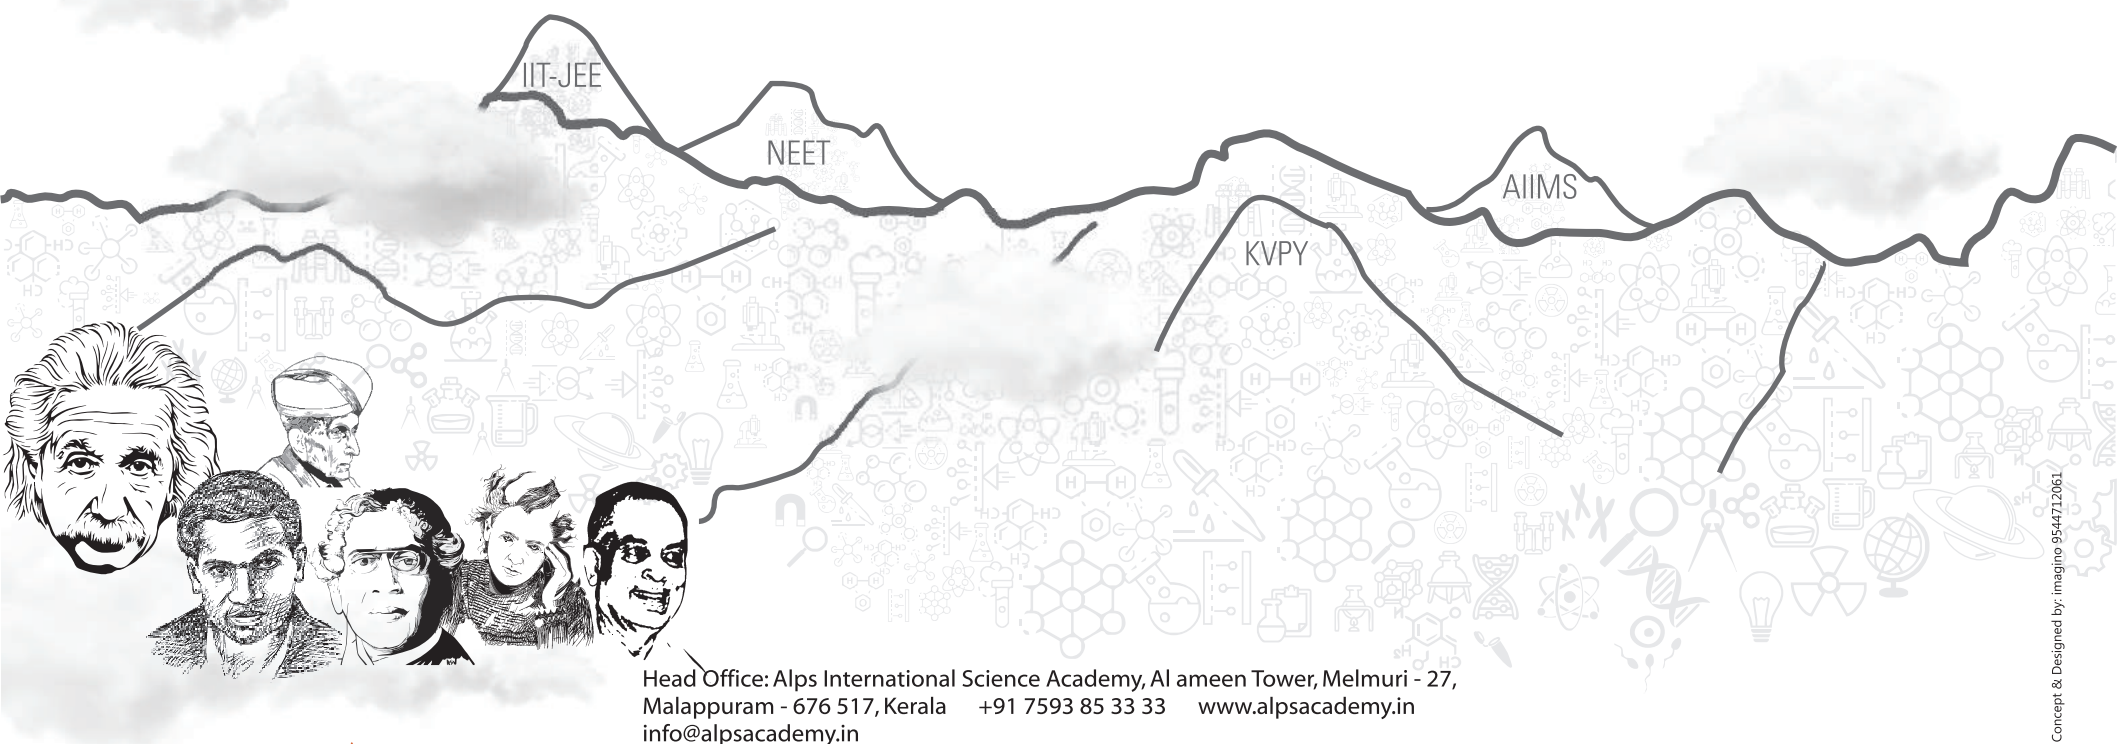 IIT-JEE
NEET
AIIMS
KVPY
Head Office: Alps International Science Academy, Al ameen Tower, Melmuri - 27,
Malappuram - 676 517, Kerala +91 7593 85 33 33 www.alpsacademy.in
info@alpsacademy.in
Concept & Designed by: imagino 9544712061